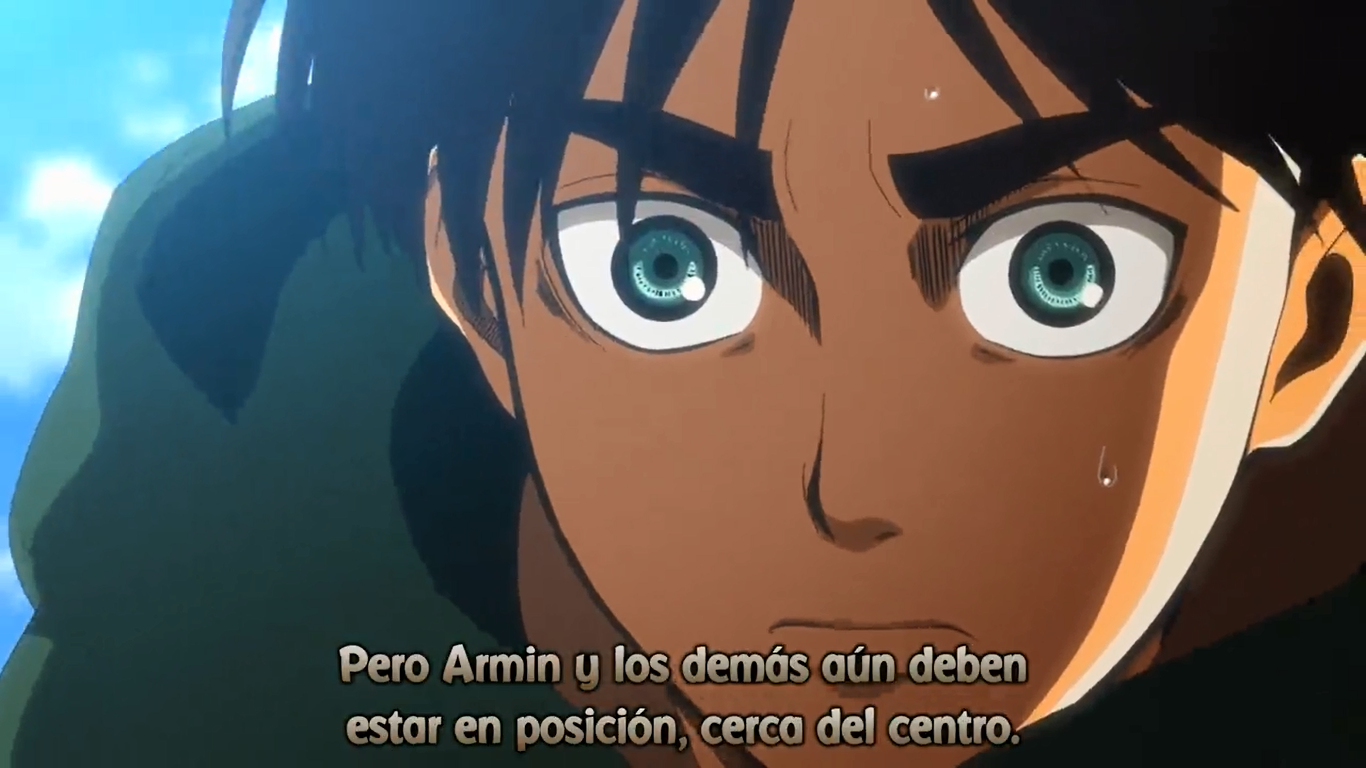 Pero Armin y los demás aún deben
estar en posición, cerca del centro.